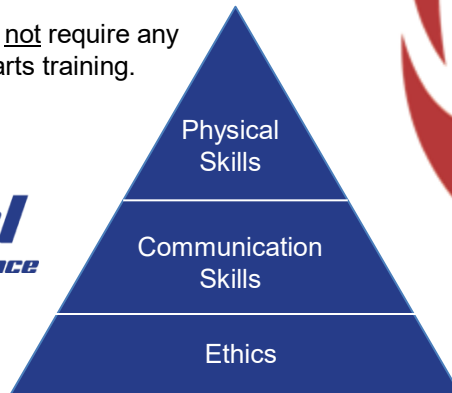 not require any
arts training.
Physical
Skills
Communication
Skills
Ethics